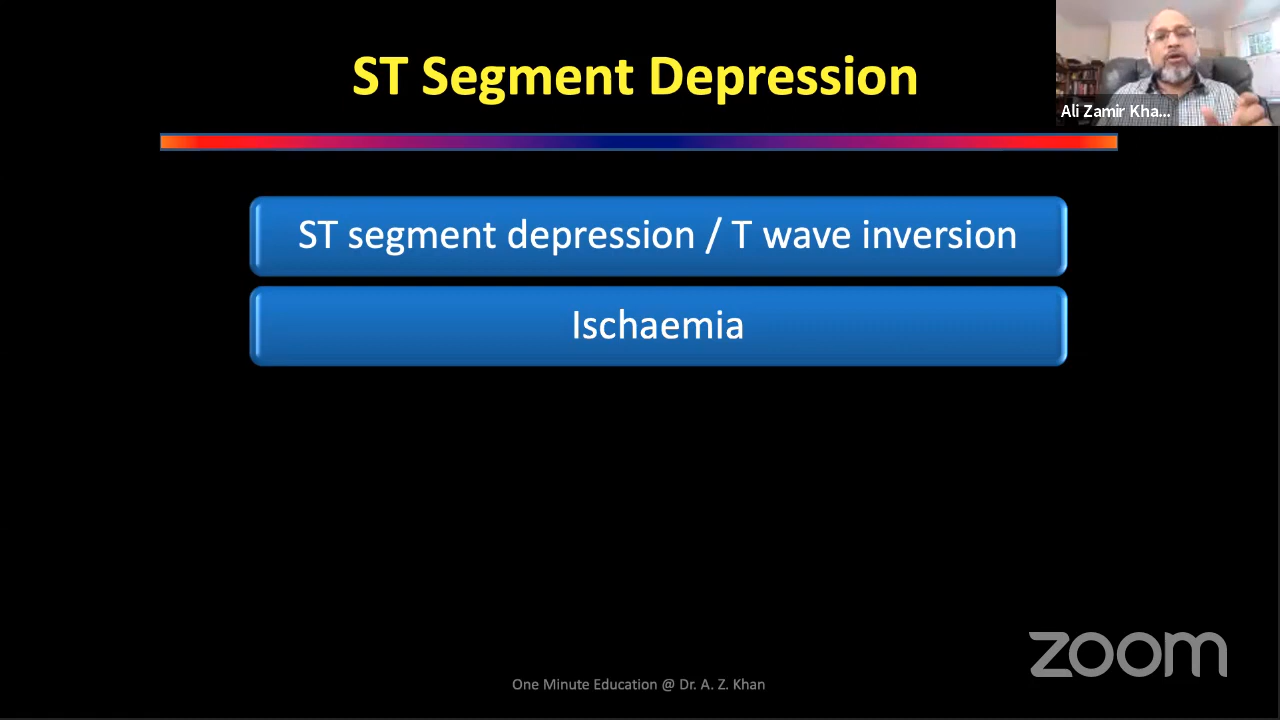 ST Segment Depression
Ali Zamir Kha...
ST segment depression / T wave inversion
Ischaemia
zoom
One Minute Education @ Dr. A. Z. Khan